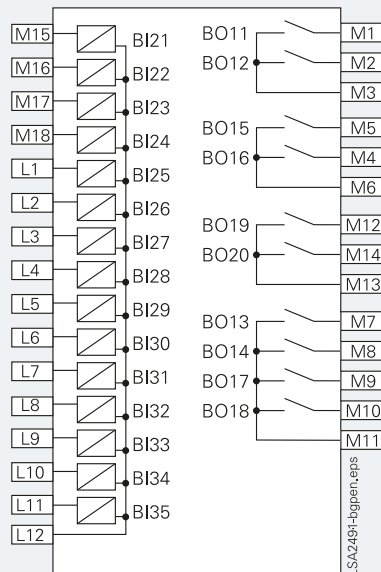 M15 BI21
M16 BI22
M17 BI23
M18 BI24
L1 BI25
L2 BI26
L3 BI27
L4 BI28
L5 BI29
L6 BI30
L7 BI31
L8 BI32
L9 BI33
L10 BI34
L11 BI35
L12
BO11 M1
BO12 M2
M3
BO15 M5
BO16 M4
M6
BO19 M12
BO20 M14
M13
BO13 M7
BO14 M8
BO17 M9
BO18 M10
M11
LSA2491-bgpen.eps